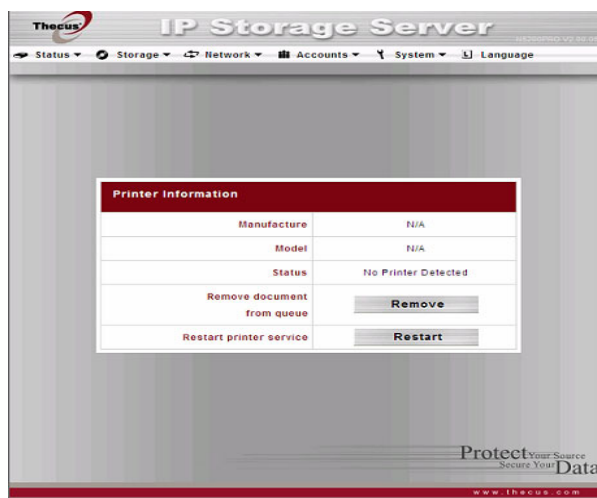 Thecus
IP Storage Server
Status Storage Network Accounts System Language
Printer Information
Manufacture N/A
Model N/A
Status No Printer Detected
Remove document
from queue
Remove
Restart printer service Restart
Protect Your Source
Secure Your Data
www.thecus.com